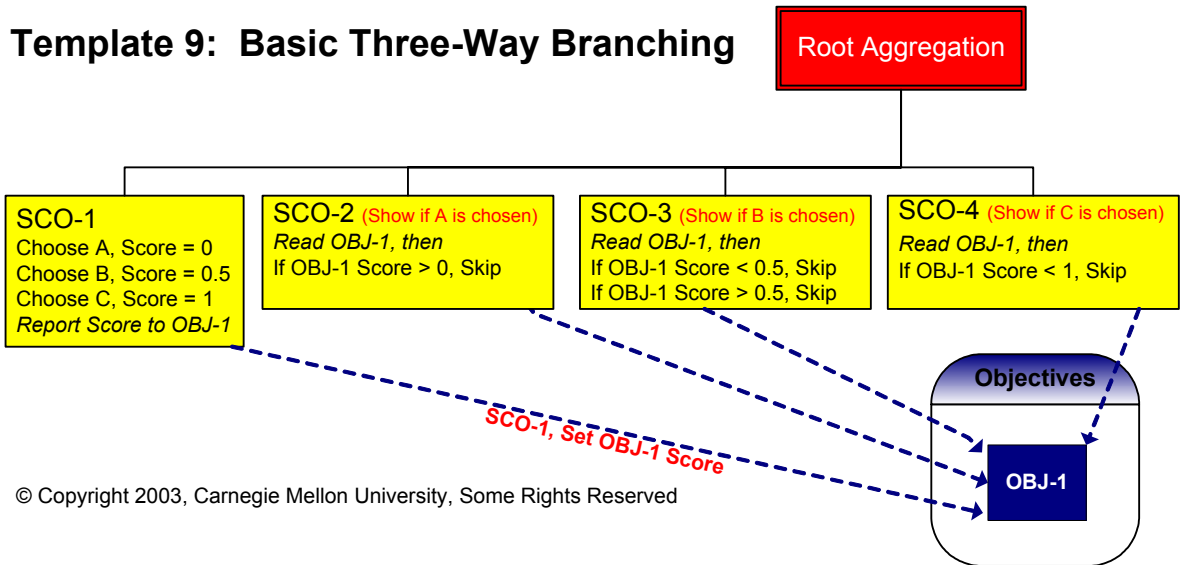 Template 9: Basic Three-Way Branching
Root Aggregation
SCO-1
Choose A, Score = 0
Choose B, Score = 0.5
Choose C, Score = 1
Report Score to OBJ-1
SCO-2 (Show if A is chosen)
Read OBJ-1, then
If OBJ-1 Score > 0, Skip
SCO-3 (Show if B is chosen)
Read OBJ-1, then
If OBJ-1 Score < 0.5, Skip
If OBJ-1 Score > 0.5, Skip
SCO-4 (Show if C is chosen)
Read OBJ-1, then
If OBJ-1 Score < 1, Skip
Objectives
SCO-1, Set OBJ-1 Score
OBJ-1
© Copyright 2003, Carnegie Mellon University, Some Rights Reserved